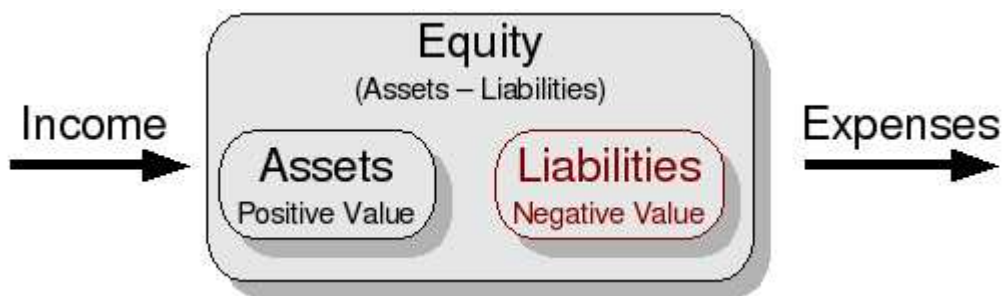 Equity
(Assets – Liabilities)
Income
Expenses
Assets
Liabilities
Positive Value
Negative Value